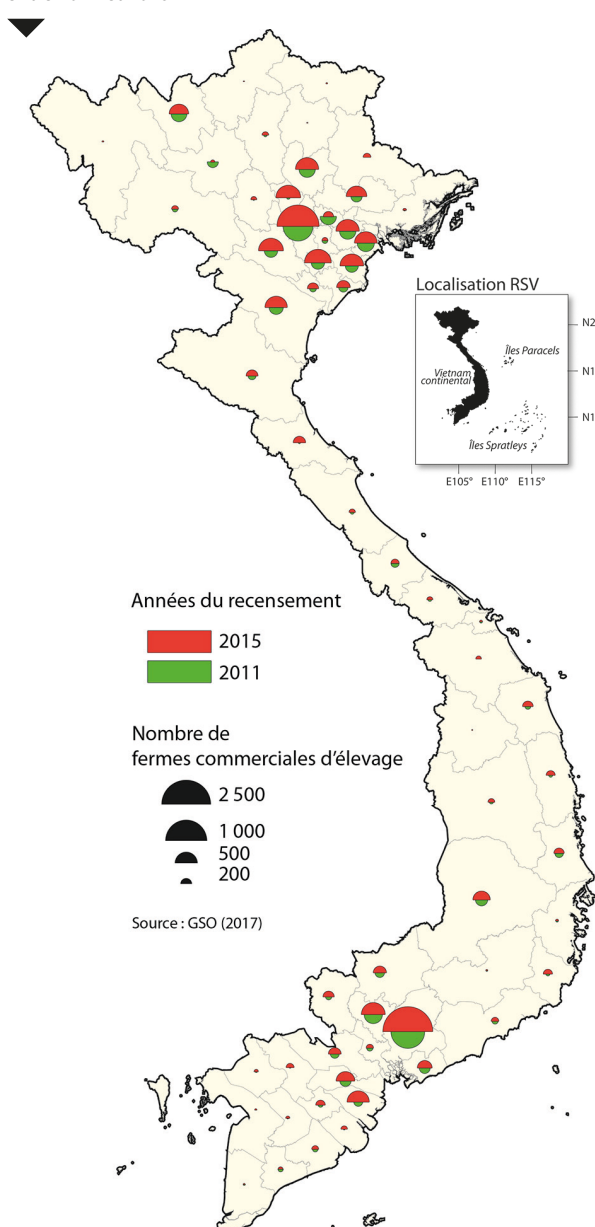 Localisation RSV
N2
Îles Paracels
Vietnam
continental
N1
N1
Îles Spratleys
E105° E110° E115°
Années du recensement
2015
2011
Nombre de
fermes commerciales d’élevage
2 500
1 000
500
200
Source : GSO (2017)